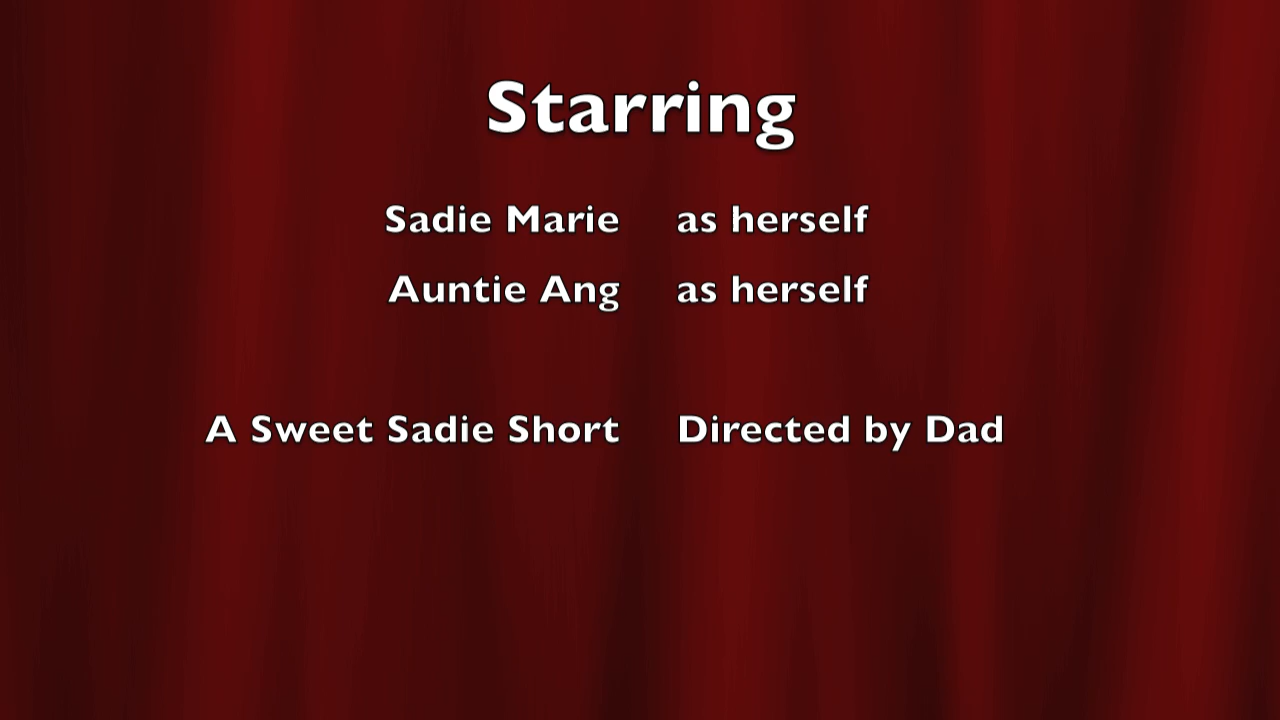 Starring
Sadie Marie as herself
Auntie Ang as herself
A Sweet Sadie Short Directed by Dad